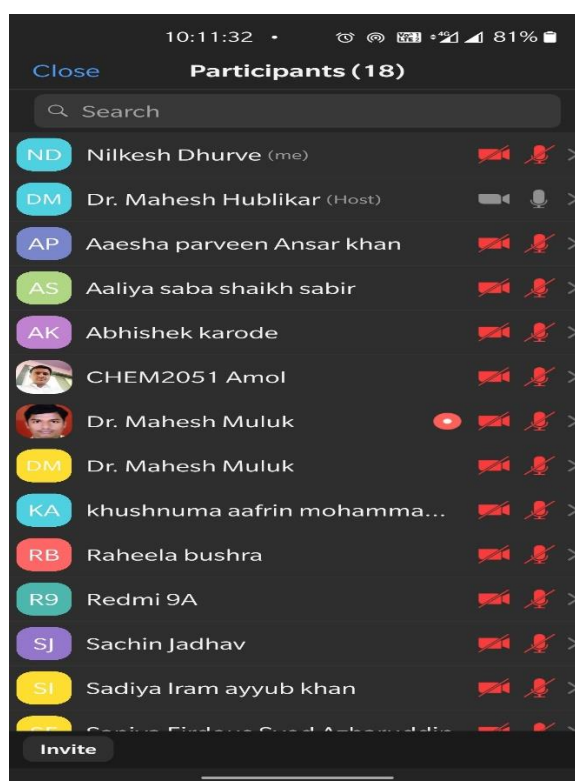 10:11:32 • 81%
Close Participants (18)
Search
ND Nilkesh Dhurve (me)
DM Dr. Mahesh Hublikar (Host)
AP Aaesha parveen Ansar khan
AS Aaliya saba shaikh sabir
AK Abhishek karode
CHEM2051 Amol
Dr. Mahesh Muluk
DM Dr. Mahesh Muluk
KA khushnuma aafrin mohamma...
RB Raheela bushra
R9 Redmi 9A
SJ Sachin Jadhav
SI Sadiya Iram ayyub khan
Invite